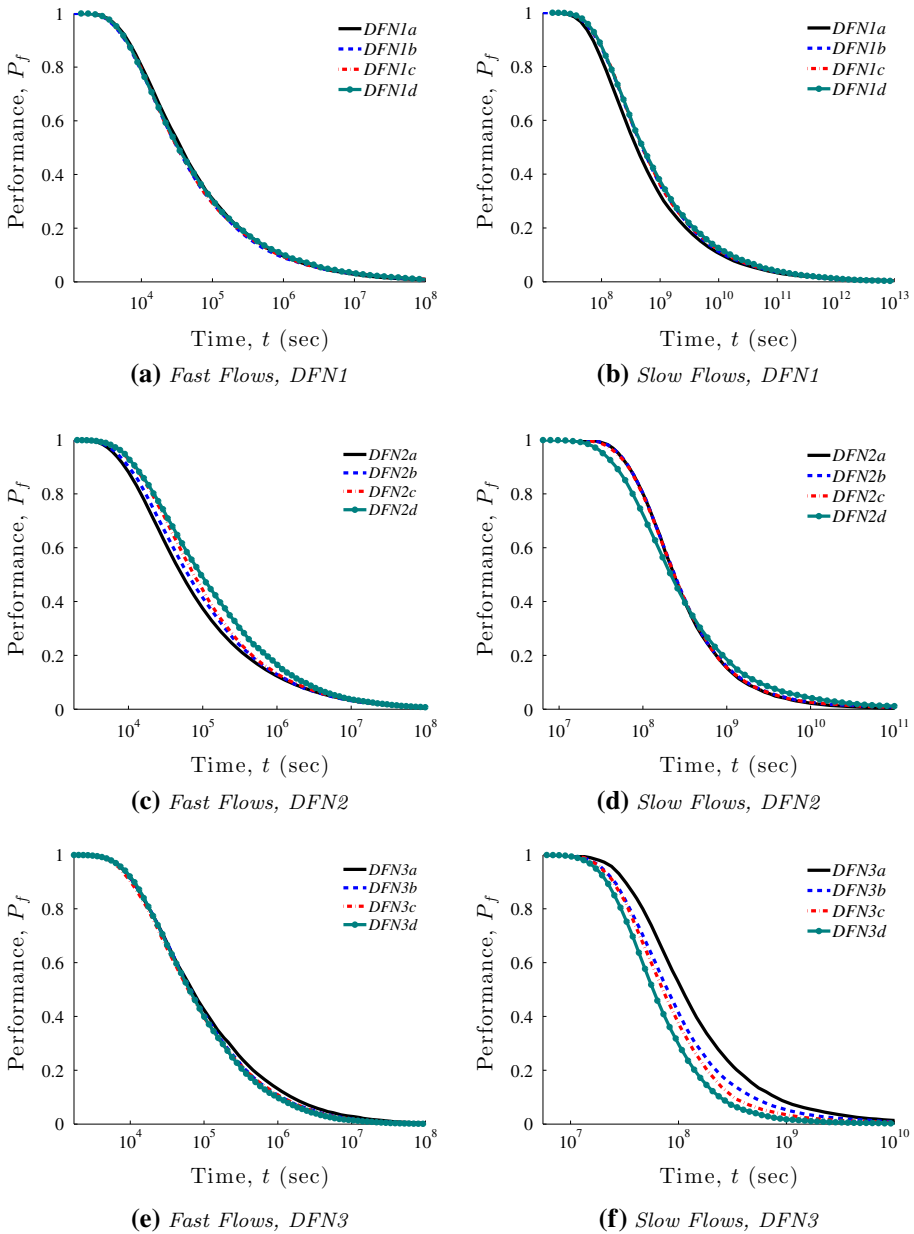 1
0.8
0.6
0.4
0.2
0
Performance, P_f
DFN1a
DFN1b
DFN1c
DFN1d
10^4 10^5 10^6 10^7 10^8
Time, t (sec)
(a) Fast Flows, DFN1
1
0.8
0.6
0.4
0.2
0
Performance, P_f
DFN1a
DFN1b
DFN1c
DFN1d
10^8 10^9 10^10 10^11 10^12 10^13
Time, t (sec)
(b) Slow Flows, DFN1
1
0.8
0.6
0.4
0.2
0
Performance, P_f
DFN2a
DFN2b
DFN2c
DFN2d
10^4 10^5 10^6 10^7 10^8
Time, t (sec)
(c) Fast Flows, DFN2
1
0.8
0.6
0.4
0.2
0
Performance, P_f
DFN2a
DFN2b
DFN2c
DFN2d
10^7 10^8 10^9 10^10 10^11
Time, t (sec)
(d) Slow Flows, DFN2
1
0.8
0.6
0.4
0.2
0
Performance, P_f
DFN3a
DFN3b
DFN3c
DFN3d
10^4 10^5 10^6 10^7 10^8
Time, t (sec)
(e) Fast Flows, DFN3
1
0.8
0.6
0.4
0.2
0
Performance, P_f
DFN3a
DFN3b
DFN3c
DFN3d
10^7 10^8 10^9 10^10
Time, t (sec)
(f) Slow Flows, DFN3